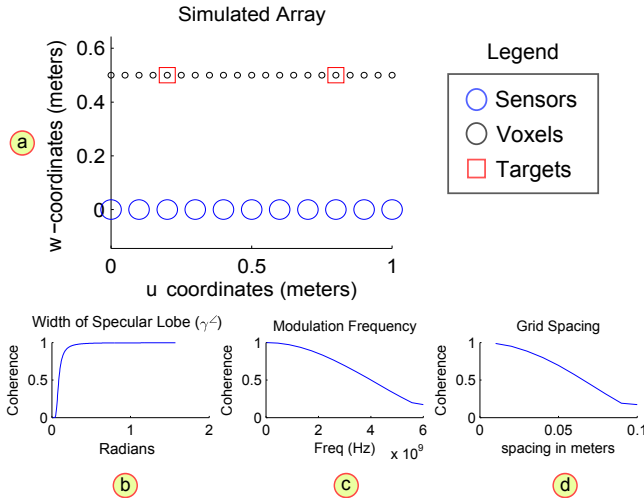 Simulated Array
w-coordinates (meters)
0.6
0.4
0.2
0
0
0.5
1
u coordinates (meters)
Legend
Sensors
Voxels
Targets
a
Width of Specular Lobe (γ∠)
Coherence
1
0.5
0
0
1
2
Radians
b
Modulation Frequency
Coherence
1
0.5
0
0
2
4
6
Freq (Hz)
x 10^9
c
Grid Spacing
Coherence
1
0.5
0
0
0.05
0.1
spacing in meters
d